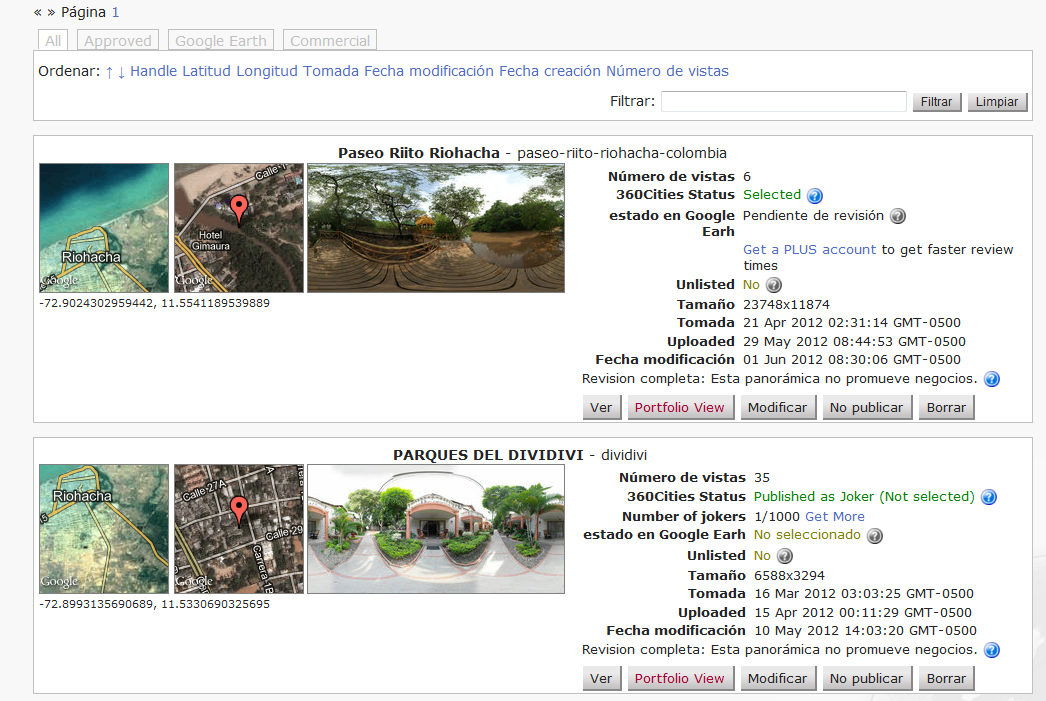 « » Página 1
All Approved Google Earth Commercial
Ordenar: ↑ ↓ Handle Latitud Longitud Tomada Fecha modificación Fecha creación Número de vistas
Filtrar: Filtrar Limpiar
Paseo Riito Riohacha - paseo-riito-riohacha-colombia
Riohacha
Google
Calle 1
Hotel
Gimaura
Google
-72.9024302959442, 11.5541189539889
Número de vistas 6
360Cities Status Selected ?
estado en Google Pendiente de revisión ?
Earh
Get a PLUS account to get faster review
times
Unlisted No ?
Tamaño 23748x11874
Tomada 21 Apr 2012 02:31:14 GMT-0500
Uploaded 29 May 2012 08:44:53 GMT-0500
Fecha modificación 01 Jun 2012 08:30:06 GMT-0500
Revision completa: Esta panorámica no promueve negocios. ?
Ver Portfolio View Modificar No publicar Borrar
PARQUES DEL DIVIDIVI - dividivi
Riohacha
Google
Calle 27A
Calle 29
Carrera 1B
Google
-72.8993135690689, 11.5330690325695
Número de vistas 35
360Cities Status Published as Joker (Not selected) ?
Number of jokers 1/1000 Get More
estado en Google Earh No seleccionado ?
Unlisted No ?
Tamaño 6588x3294
Tomada 16 Mar 2012 03:03:25 GMT-0500
Uploaded 15 Apr 2012 00:11:29 GMT-0500
Fecha modificación 10 May 2012 14:03:20 GMT-0500
Revision completa: Esta panorámica no promueve negocios. ?
Ver Portfolio View Modificar No publicar Borrar